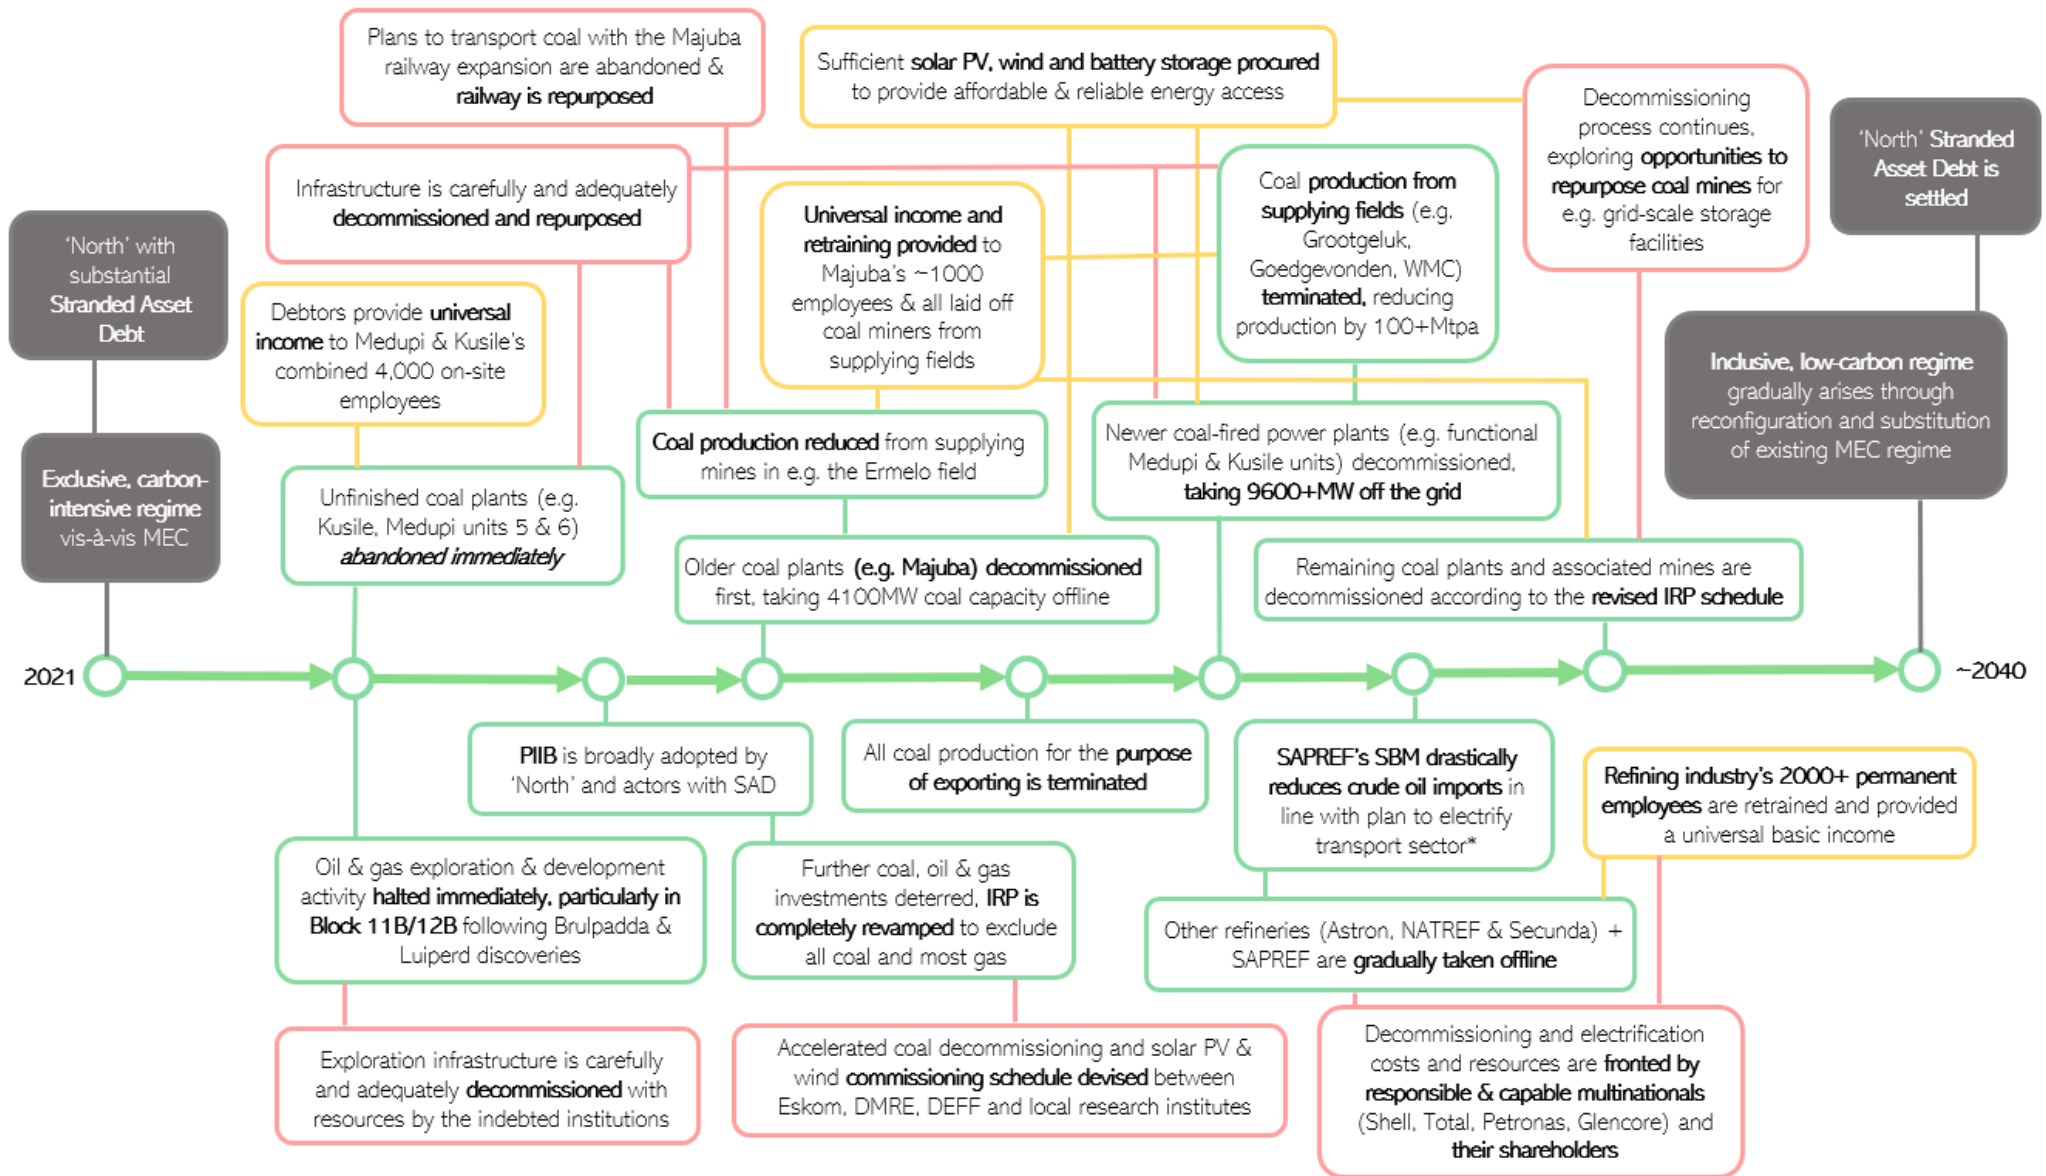 Plans to transport coal with the Majuba
railway expansion are abandoned &
railway is repurposed
Sufficient solar PV, wind and battery storage procured
to provide affordable & reliable energy access
Decommissioning
process continues,
exploring opportunities to
repurpose coal mines for
e.g. grid-scale storage
facilities
'North' Stranded
Asset Debt is
settled
Infrastructure is carefully and adequately
decommissioned and repurposed
Universal income and
retraining provided to
Majuba's ~1000
employees & all laid off
coal miners from
supplying fields
Coal production from
supplying fields (e.g.
Grootgeluk,
Goedgevonden, WMC)
terminated, reducing
production by 100+Mtpa
'North' with
substantial
Stranded Asset
Debt
Debtors provide universal
income to Medupi & Kusile's
combined 4,000 on-site
employees
Inclusive, low-carbon regime
gradually arises through
reconfiguration and substitution
of existing MEC regime
Exclusive, carbon-
intensive regime
vis-à-vis MEC
Unfinished coal plants (e.g.
Kusile, Medupi units 5 & 6)
abandoned immediately
Coal production reduced from supplying
mines in e.g. the Ermelo field
Newer coal-fired power plants (e.g. functional
Medupi & Kusile units) decommissioned,
taking 9600+MW off the grid
Older coal plants (e.g. Majuba) decommissioned
first, taking 4100MW coal capacity offline
Remaining coal plants and associated mines are
decommissioned according to the revised IRP schedule
2021
~2040
PIIB is broadly adopted by
'North' and actors with SAD
All coal production for the purpose
of exporting is terminated
SAPREF's SBM drastically
reduces crude oil imports in
line with plan to electrify
transport sector*
Refining industry's 2000+ permanent
employees are retrained and provided
a universal basic income
Oil & gas exploration & development
activity halted immediately, particularly in
Block 11B/12B following Brulpadda &
Luiperd discoveries
Further coal, oil & gas
investments deterred, IRP is
completely revamped to exclude
all coal and most gas
Other refineries (Astron, NATREF & Secunda) +
SAPREF are gradually taken offline
Exploration infrastructure is carefully
and adequately decommissioned with
resources by the indebted institutions
Accelerated coal decommissioning and solar PV &
wind commissioning schedule devised between
Eskom, DMRE, DEFF and local research institutes
Decommissioning and electrification
costs and resources are fronted by
responsible & capable multinationals
(Shell, Total, Petronas, Glencore) and
their shareholders